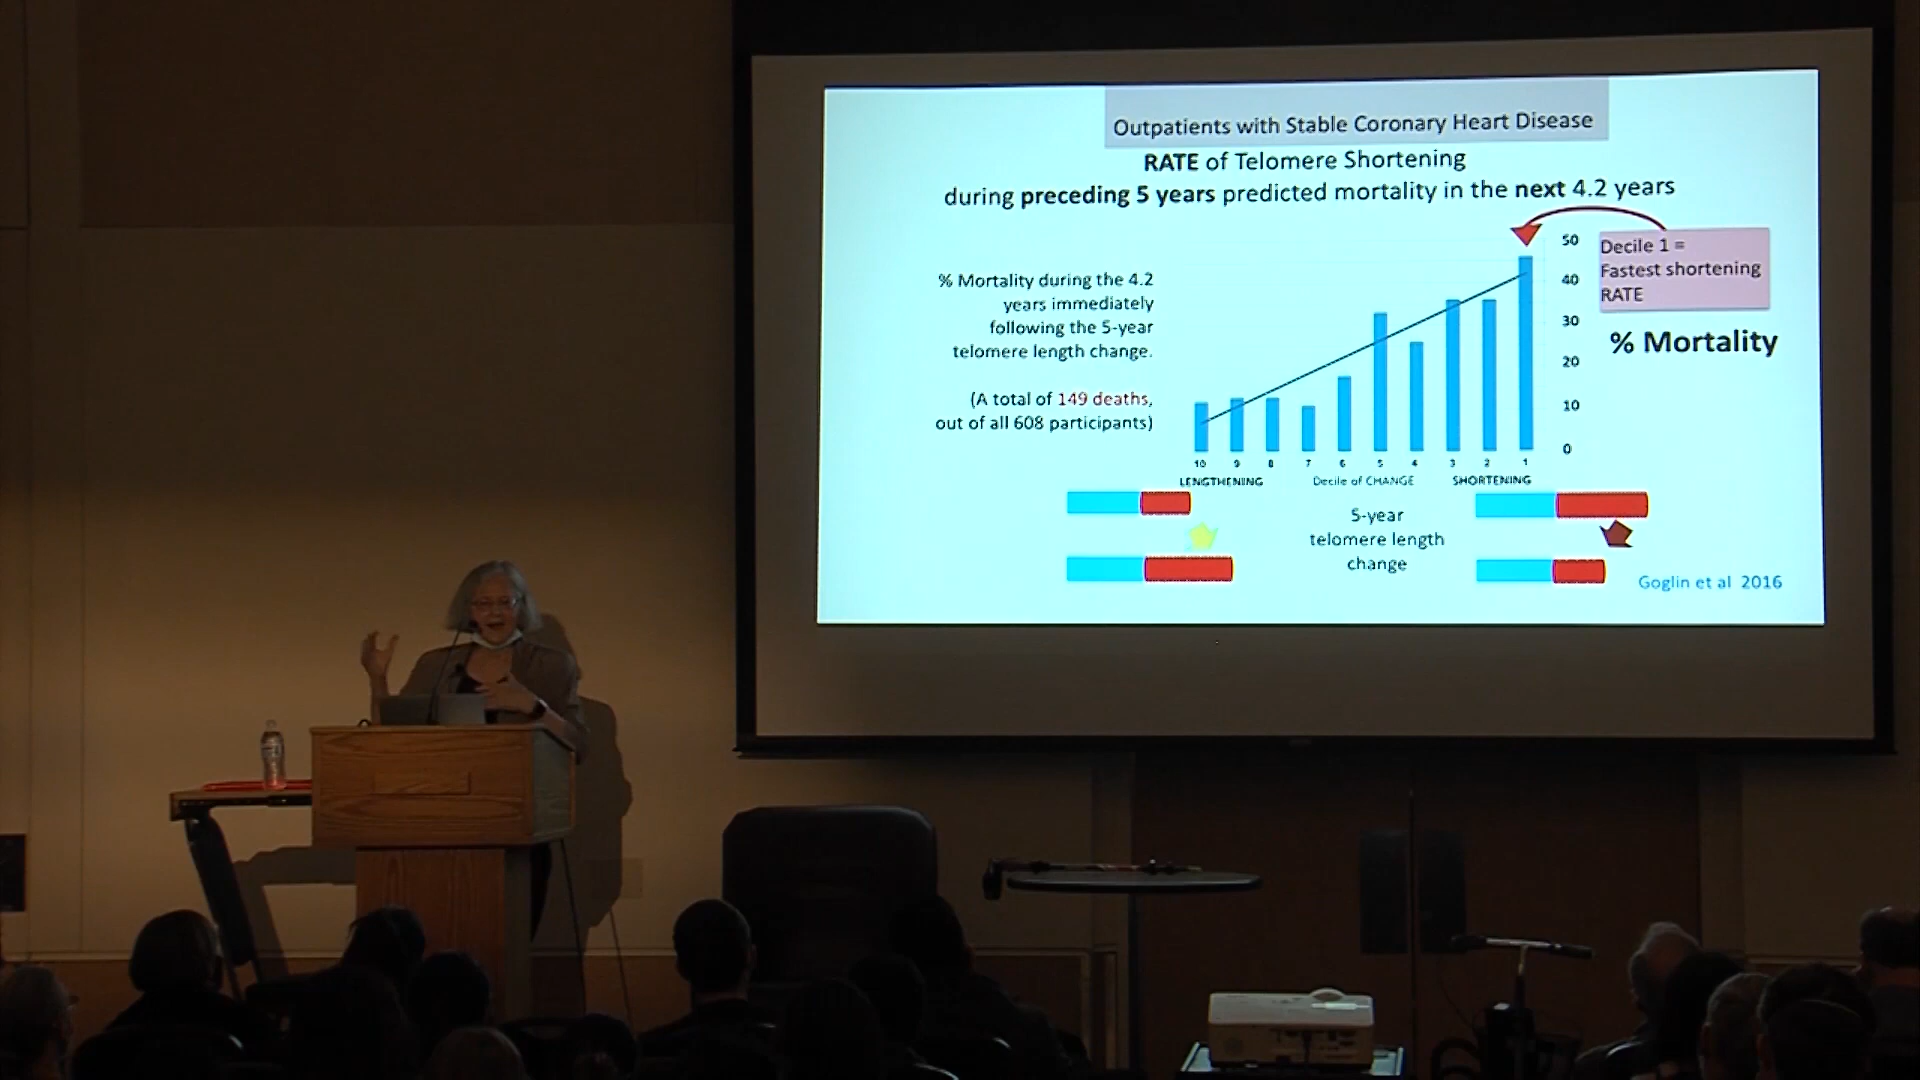 Outpatients with Stable Coronary Heart Disease
RATE of Telomere Shortening
during preceding 5 years predicted mortality in the next 4.2 years
% Mortality during the 4.2
years immediately
following the 5-year
telomere length change.
(A total of 149 deaths,
out of all 608 participants)
50
40
30
20
10
0
Decile 1 =
Fastest shortening
RATE
% Mortality
10 9 8 7 6 5 4 3 2 1
LENGTHENING Decile of CHANGE SHORTENING
5-year
telomere length
change
Goglin et al 2016